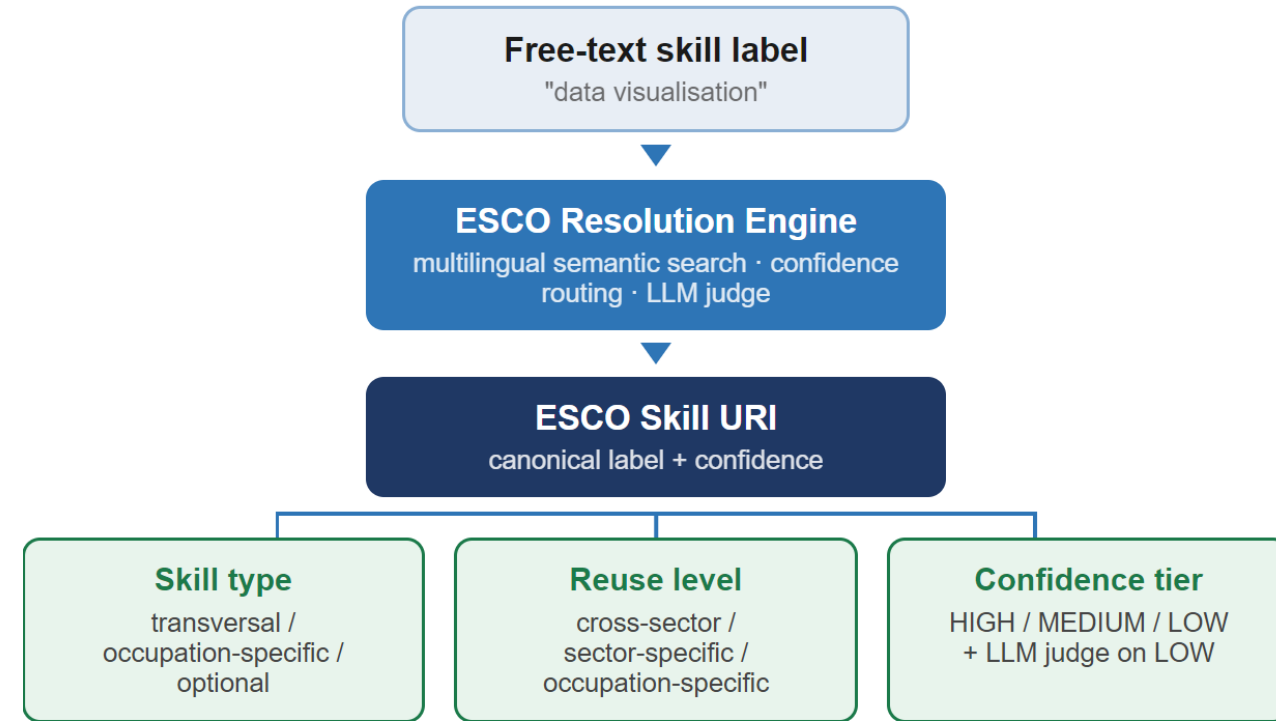 Free-text skill label
"data visualisation"
ESCO Resolution Engine
multilingual semantic search · confidence
routing · LLM judge
ESCO Skill URI
canonical label + confidence
Skill type
transversal /
occupation-specific /
optional
Reuse level
cross-sector /
sector-specific /
occupation-specific
Confidence tier
HIGH / MEDIUM / LOW
+ LLM judge on LOW